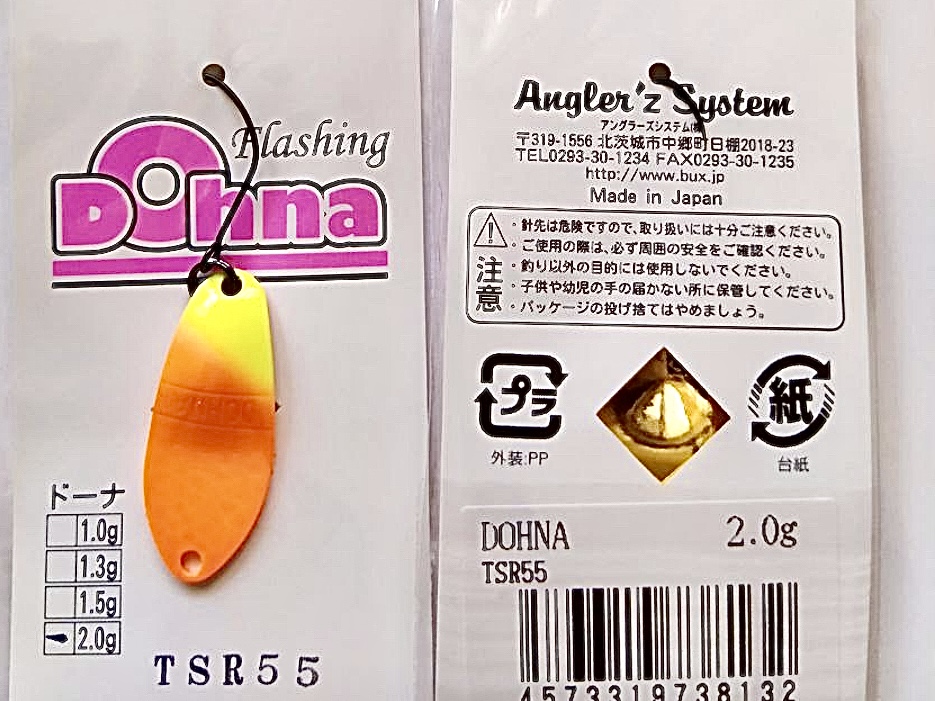 Flashing
Dohna
ドーナ
1.0g
1.3g
1.5g
2.0g
TSR55
Angler'z System
アングラーズシステム㈱
〒319-1556 北茨城市中郷町日棚2018-23
TEL0293-30-1234 FAX0293-30-1235
http://www.bux.jp
Made in Japan
注意
・針先は危険ですので、取り扱いには十分ご注意ください。
・ご使用の際は、必ず周囲の安全をご確認ください。
・釣り以外の目的には使用しないでください。
・子供や幼児の手の届かない所に保管してください。
・パッケージの投げ捨てはやめましょう。
プラ
外装:PP
紙
台紙
DOHNA 2.0g
TSR55
4573319738132